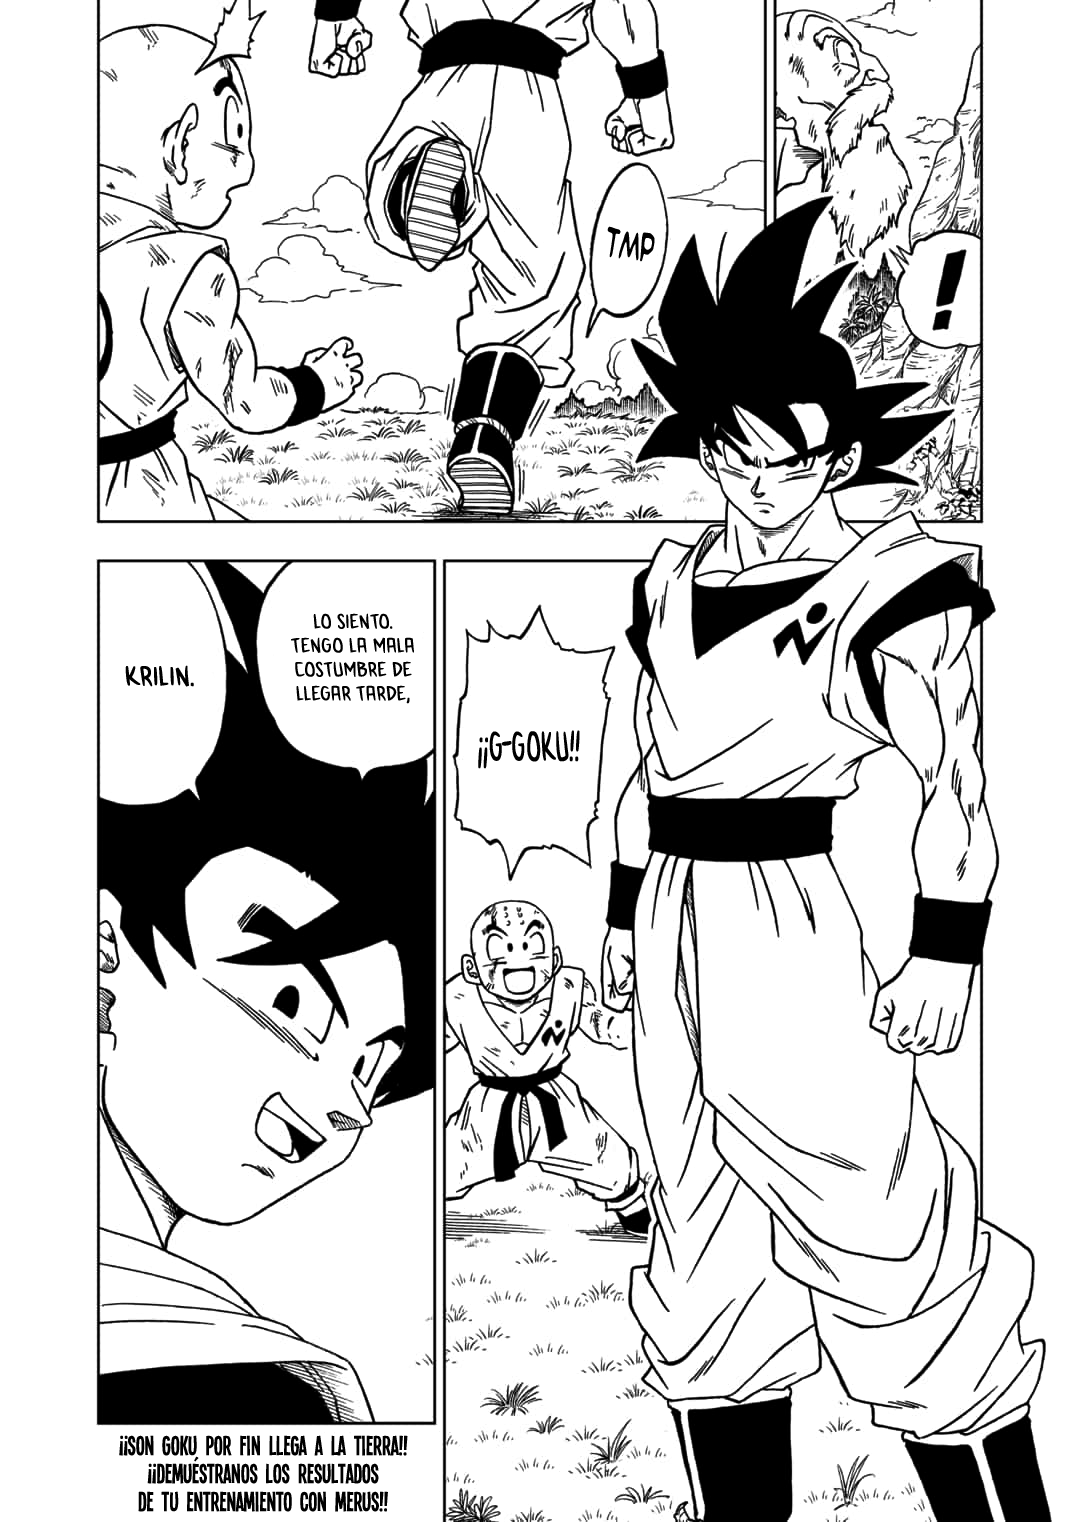 TMP
!
¡¡G-GOKU!!
LO SIENTO.
TENGO LA MALA
COSTUMBRE DE
LLEGAR TARDE,
KRILIN.
¡¡SON GOKU POR FIN LLEGA A LA TIERRA!!
¡¡DEMUÉSTRANOS LOS RESULTADOS
DE TU ENTRENAMIENTO CON MERUS!!